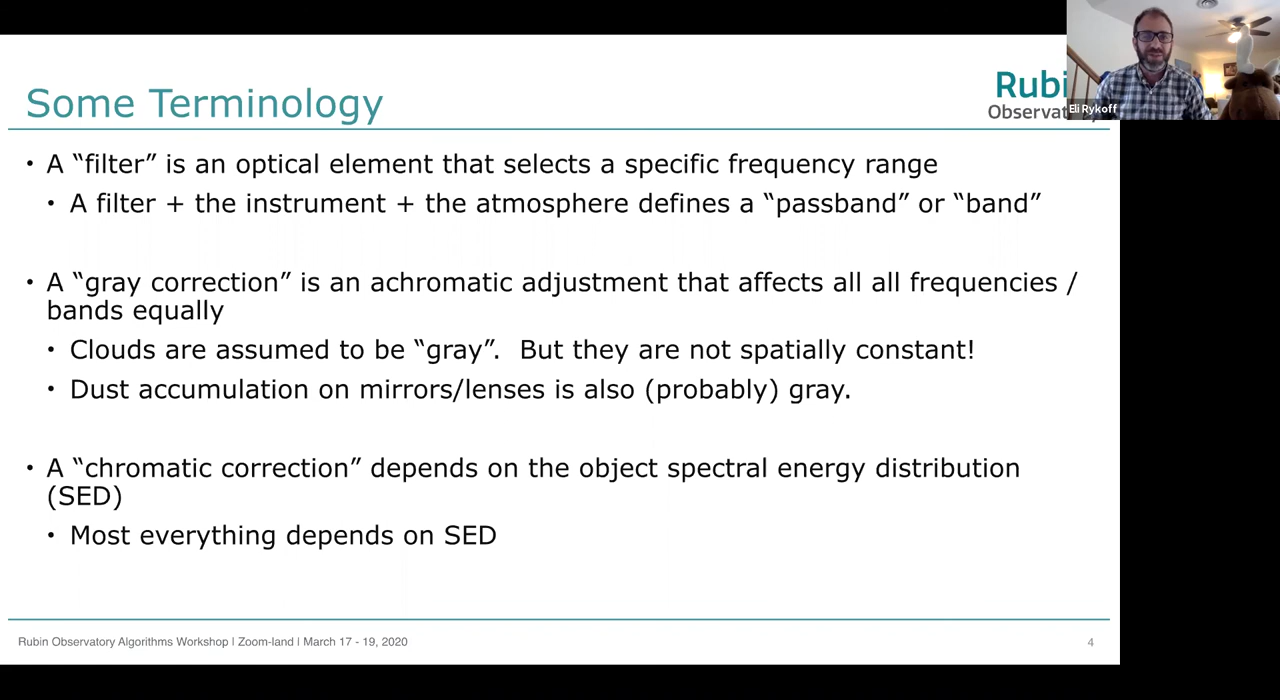 Some Terminology
Rubi
Observat
Eli Rykoff
• A “filter” is an optical element that selects a specific frequency range
• A filter + the instrument + the atmosphere defines a “passband” or “band”
• A “gray correction” is an achromatic adjustment that affects all all frequencies /
bands equally
• Clouds are assumed to be “gray”.  But they are not spatially constant!
• Dust accumulation on mirrors/lenses is also (probably) gray.
• A “chromatic correction” depends on the object spectral energy distribution
(SED)
• Most everything depends on SED
Rubin Observatory Algorithms Workshop | Zoom-land | March 17 - 19, 2020
4